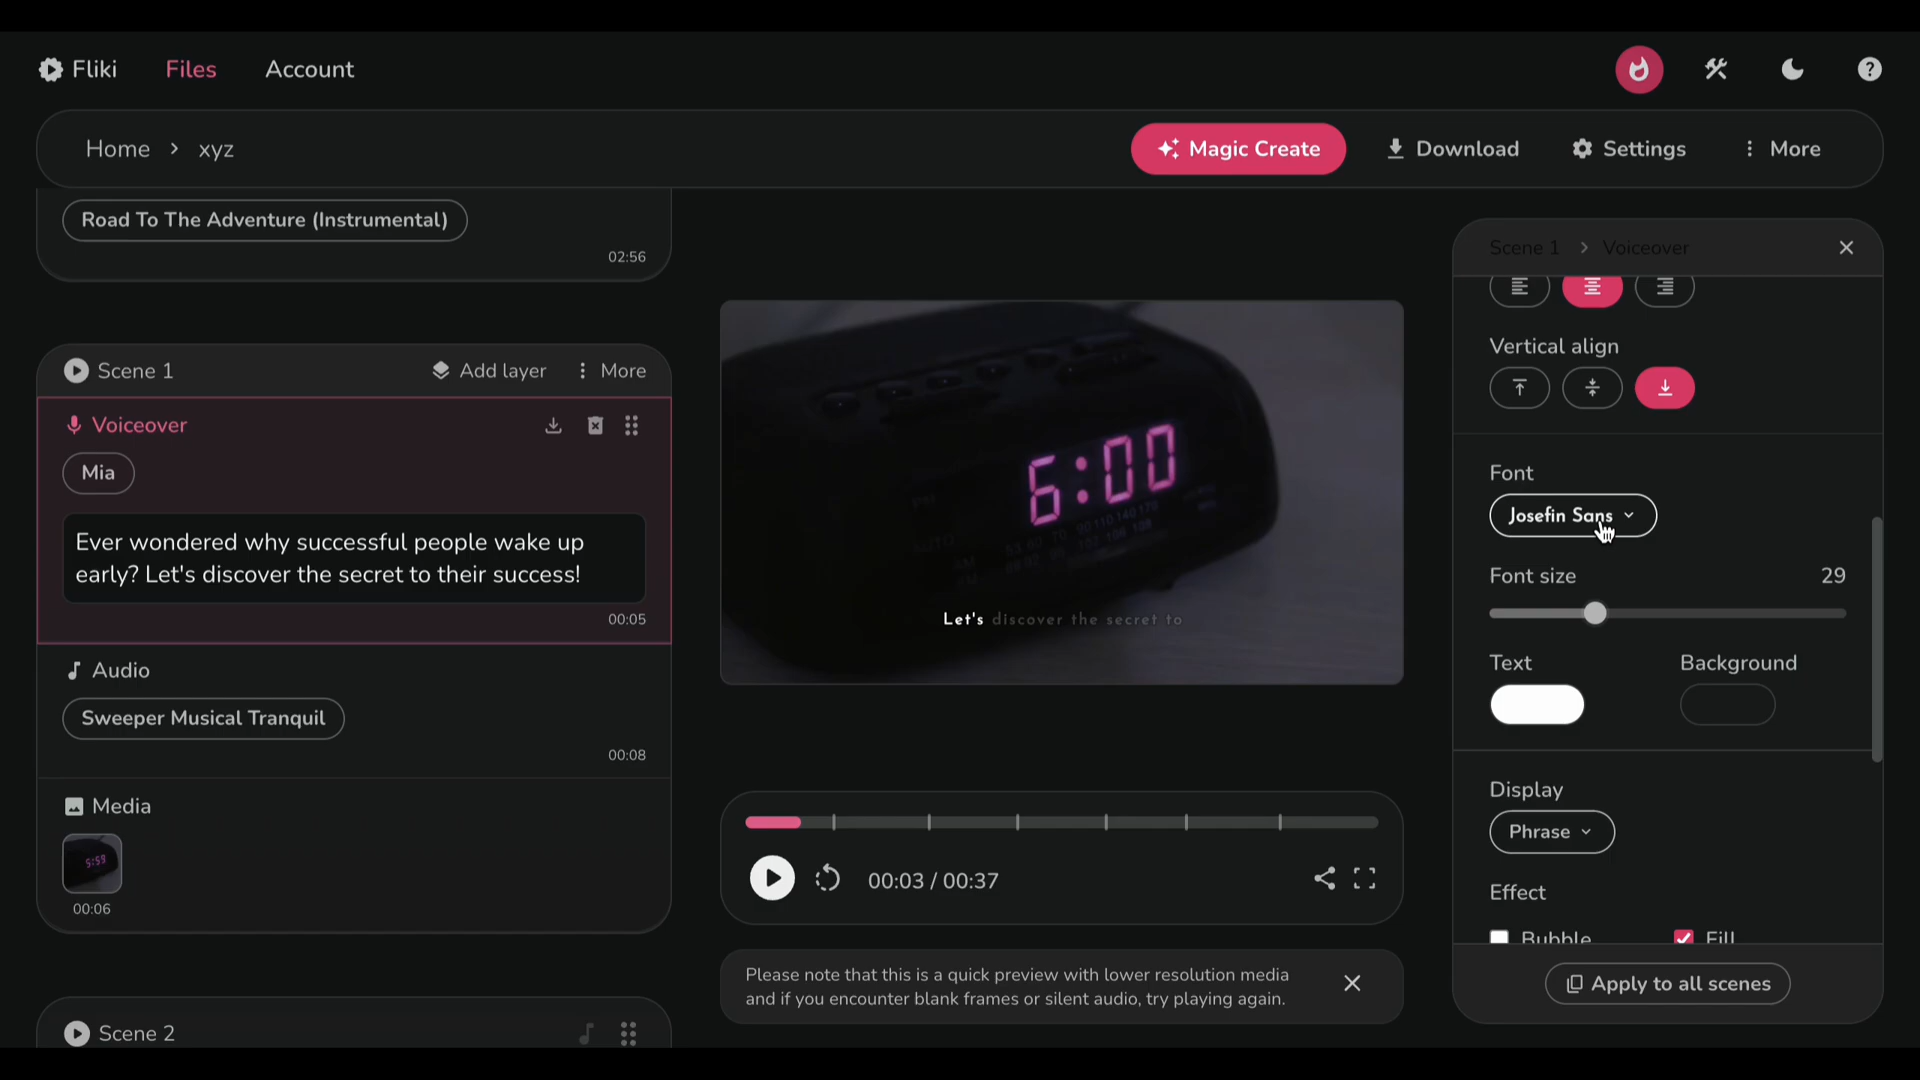 Fliki Files Account
Home > xyz Magic Create Download Settings More
Road To The Adventure (Instrumental)
02:56
Scene 1 Add layer More
Voiceover
Mia
Ever wondered why successful people wake up
early? Let's discover the secret to their success!
00:05
Audio
Sweeper Musical Tranquil
00:08
Media
5:59
00:06
Scene 2
6:00
Let's discover the secret to
00:03 / 00:37
Please note that this is a quick preview with lower resolution media
and if you encounter blank frames or silent audio, try playing again.
Scene 1 > Voiceover
Vertical align
Font
Josefin Sans
Font size 29
Text Background
Display
Phrase
Effect
Bubble Fill
Apply to all scenes